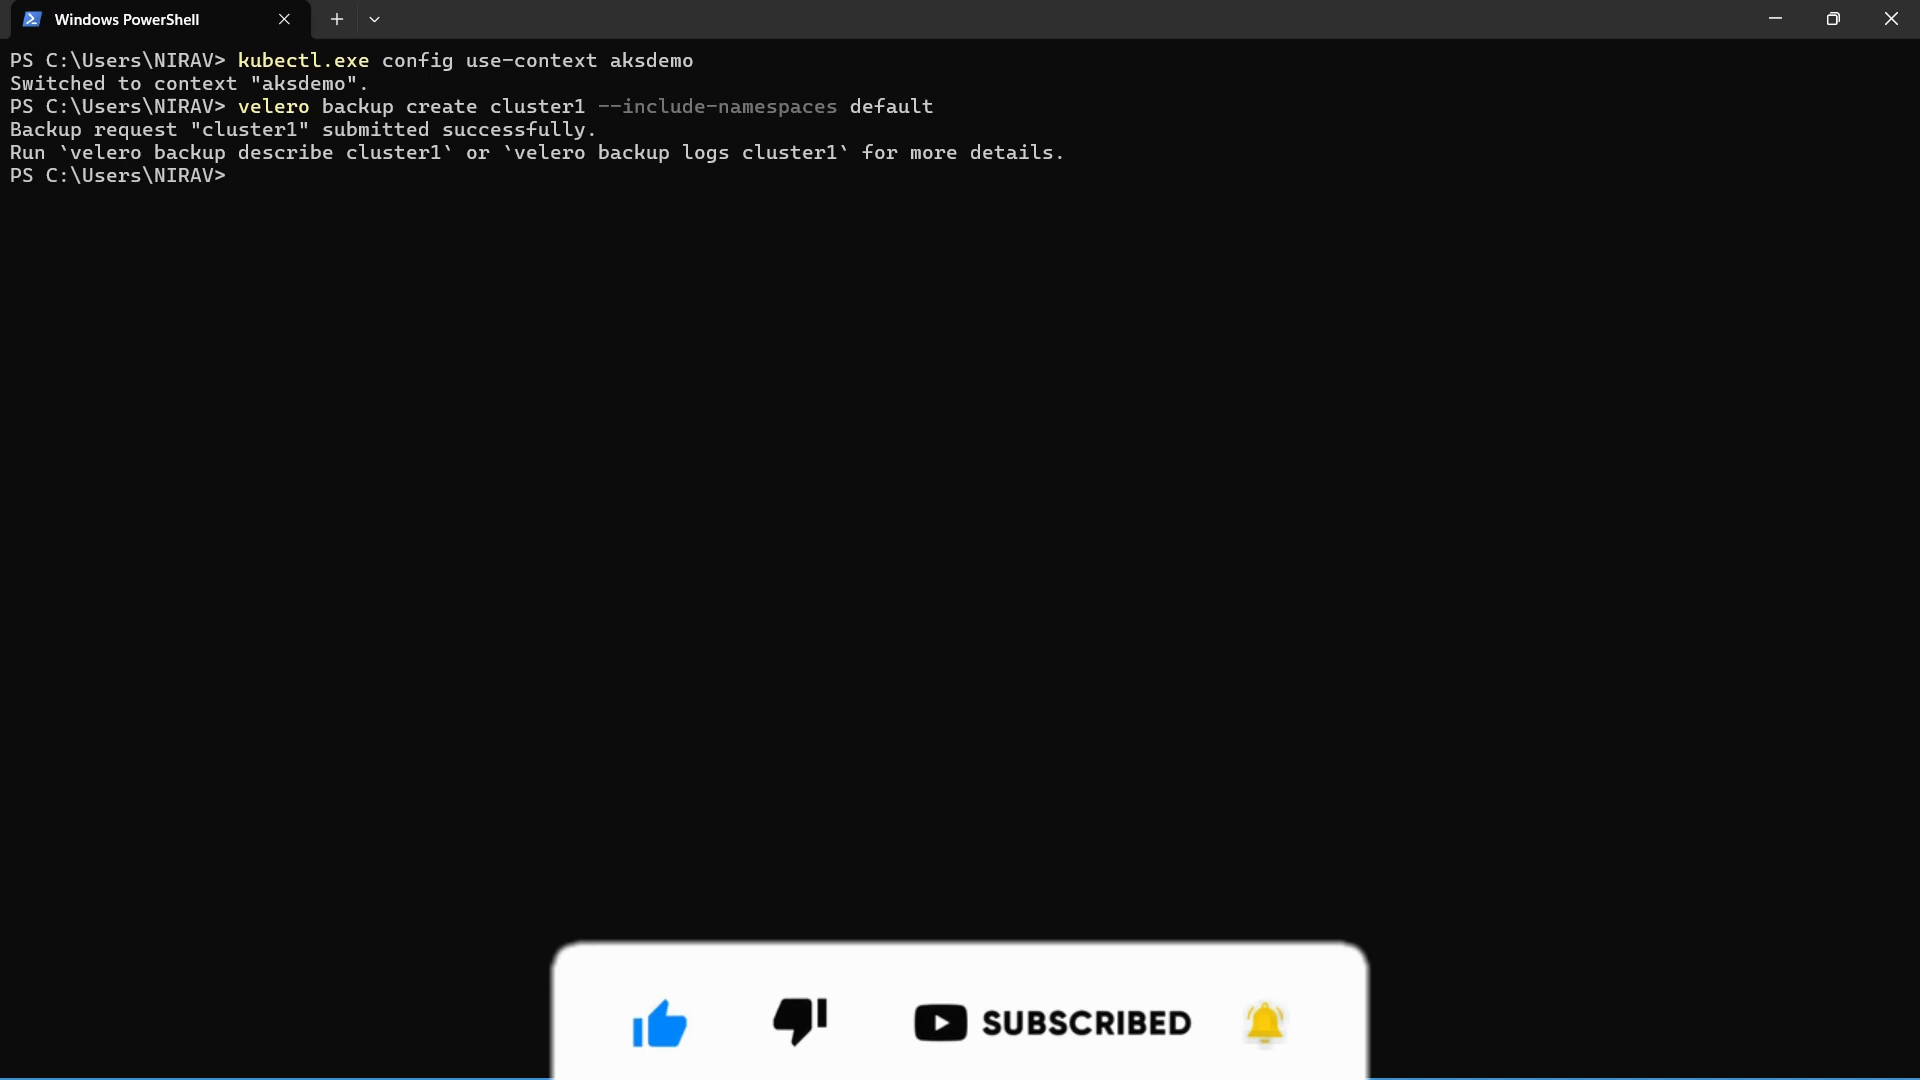 Windows PowerShell
PS C:\Users\NIRAV> kubectl.exe config use-context aksdemo
Switched to context "aksdemo".
PS C:\Users\NIRAV> velero backup create cluster1 --include-namespaces default
Backup request "cluster1" submitted successfully.
Run `velero backup describe cluster1` or `velero backup logs cluster1` for more details.
PS C:\Users\NIRAV>
SUBSCRIBED